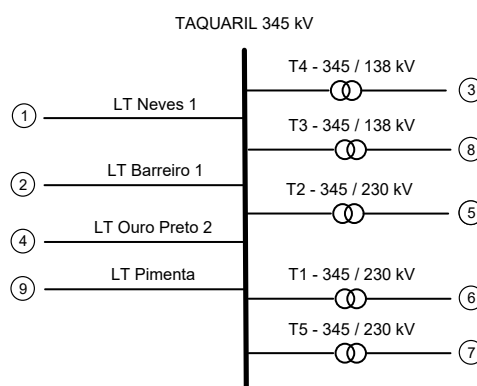 TAQUARIL 345 kV
T4 - 345 / 138 kV
3
LT Neves 1
1
T3 - 345 / 138 kV
8
LT Barreiro 1
2
T2 - 345 / 230 kV
5
LT Ouro Preto 2
4
LT Pimenta
9
T1 - 345 / 230 kV
6
T5 - 345 / 230 kV
7